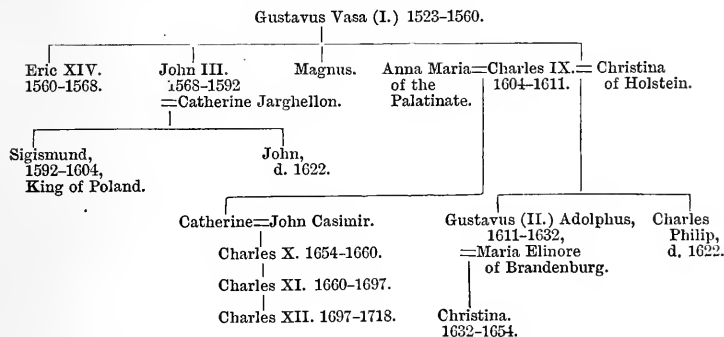 Gustavus Vasa (I.) 1523–1560.
Eric XIV.
1560–1568.
John III.
1568–1592
=Catherine Jarghellon.
Magnus.
Anna Maria=Charles IX.= Christina
of the
Palatinate.
1604–1611.
of Holstein.
Sigismund,
1592–1604,
King of Poland.
John,
d. 1622.
Catherine=John Casimir.
Charles X. 1654–1660.
Charles XI. 1660–1697.
Charles XII. 1697–1718.
Gustavus (II.) Adolphus,
1611–1632,
=Maria Elinore
of Brandenburg.
Christina.
1632–1654.
Charles
Philip,
d. 1622.